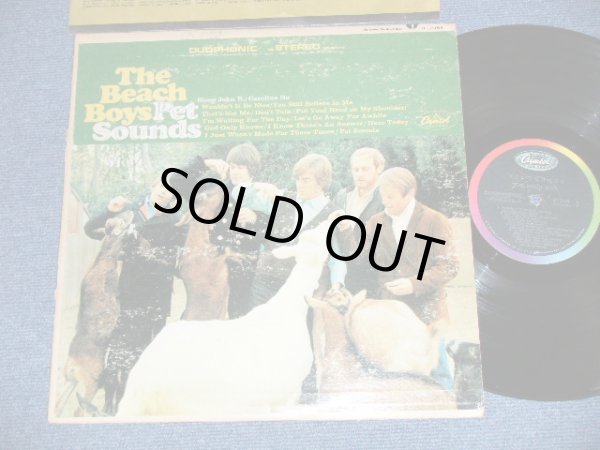 DUOPHONIC STEREO
The
Beach
Boys Pet
Sounds
Sloop John B./Caroline No
Wouldn't It Be Nice/You Still Believe in Me
That's Not Me/Don't Talk (Put Your Head on My Shoulder)
I'm Waiting For The Day/Let's Go Away For Awhile
God Only Knows/I Know There's An Answer/Here Today
I Just Wasn't Made For These Times/Pet Sounds
Capitol
Capitol
SOLD OUT